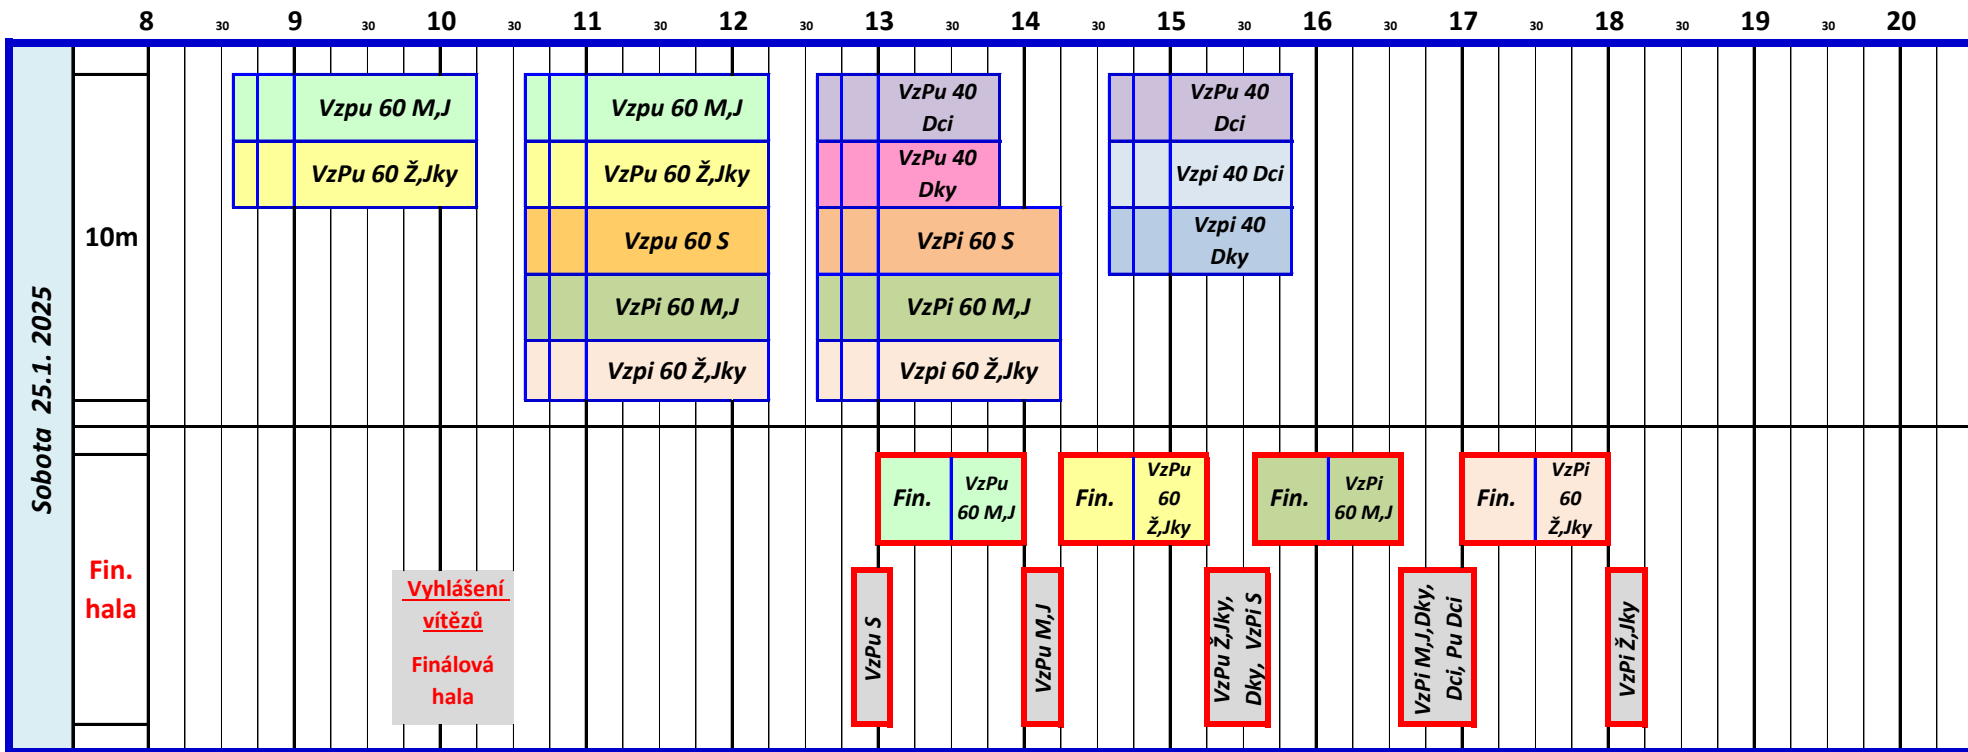 8 30 9 30 10 30 11 30 12 30 13 30 14 30 15 30 16 30 17 30 18 30 19 30 20
Sobota 25.1. 2025
10m
Vzpu 60 M,J
VzPu 60 Ž,Jky
Vzpu 60 M,J
VzPu 60 Ž,Jky
Vzpu 60 S
VzPi 60 M,J
Vzpi 60 Ž,Jky
VzPu 40
Dci
VzPu 40
Dky
VzPi 60 S
VzPi 60 M,J
Vzpi 60 Ž,Jky
VzPu 40
Dci
Vzpi 40 Dci
Vzpi 40
Dky
Fin.
hala
Fin.
VzPu
60 M,J
Fin.
VzPu
60
Ž,Jky
Fin.
VzPi
60 M,J
Fin.
VzPi
60
Ž,Jky
Vyhlášení
vítězů
Finálová
hala
VzPu S
VzPu M,J
VzPu Ž,Jky,
Dky, VzPi S
VzPi M,J,Dky,
Dci, Pu Dci
VzPi Ž,Jky